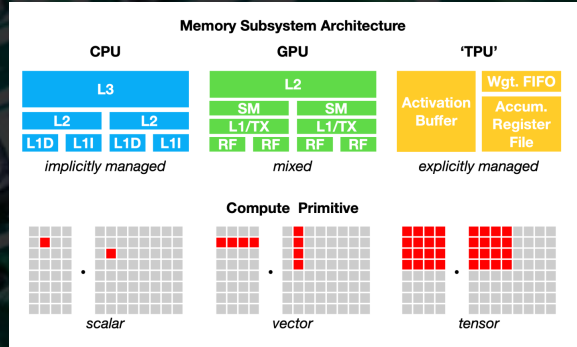 Memory Subsystem Architecture
CPU
GPU
'TPU'
L3
L2
L2
L1D
L1I
L1D
L1I
implicitly managed
L2
SM
SM
L1/TX
L1/TX
RF
RF
RF
RF
mixed
Activation
Buffer
Wgt. FIFO
Accum.
Register
File
explicitly managed
Compute Primitive
scalar
vector
tensor